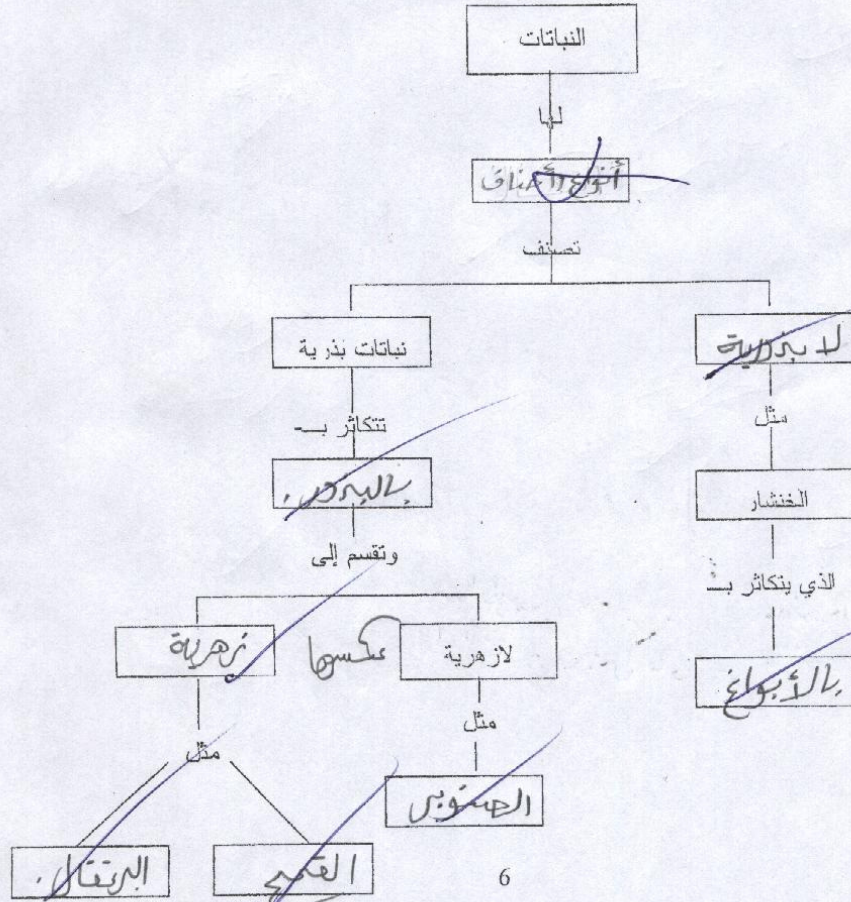 النباتات
لها
أنواع وأصناف
تصنف
لا بذرية
نباتات بذرية
مثل
تتكاثر بـ
الخنشار
بالبذور.
وتقسم إلى
الذي يتكاثر بـ
لازهرية
عكسها
زهرية
بالأبواغ
مثل
مثل
الصنوبر
القمح
البرتقال.
6